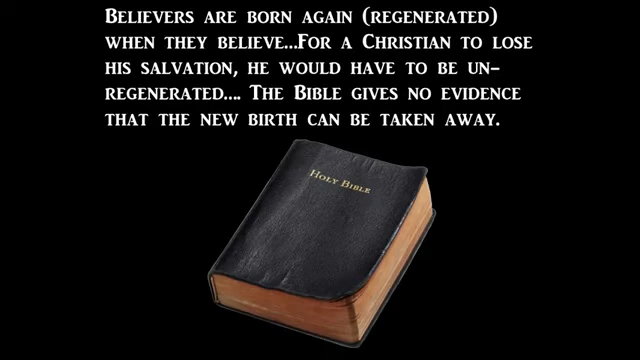 Believers are born again (regenerated)
when they believe...For a Christian to lose
his salvation, he would have to be un-
regenerated.... The Bible gives no evidence
that the new birth can be taken away.
Holy Bible